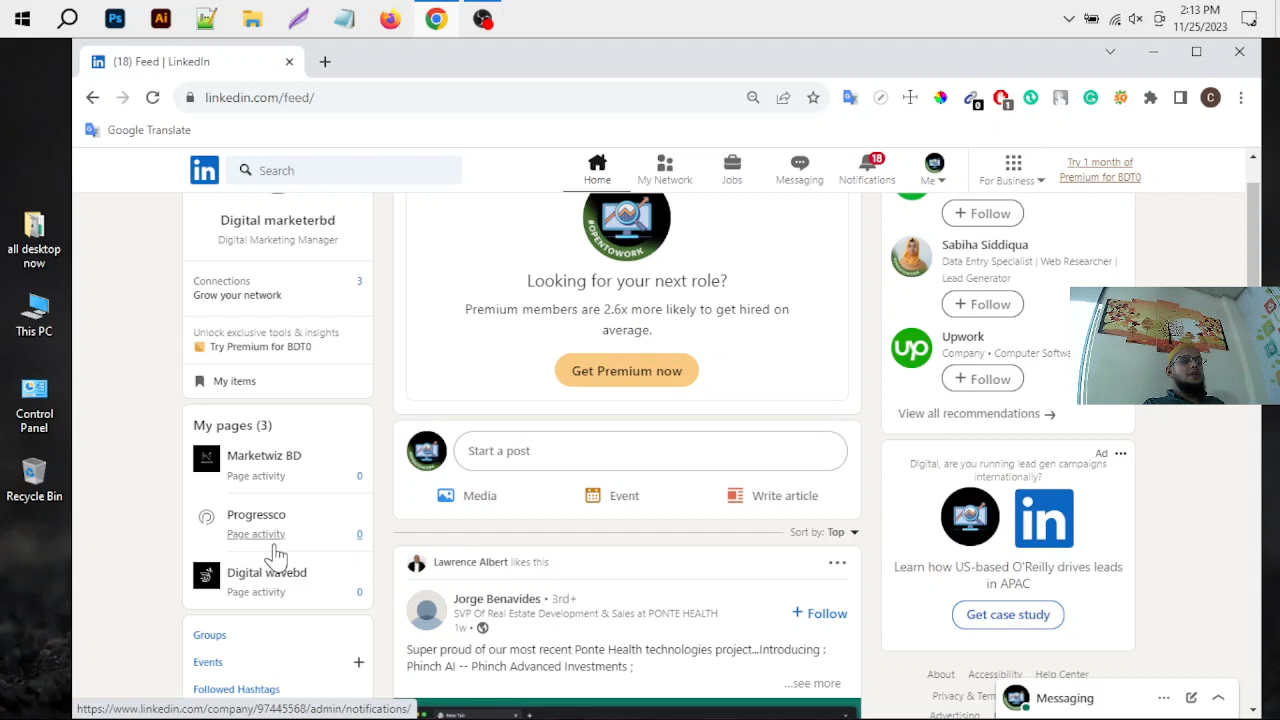 2:13 PM
11/25/2023
(18) Feed | LinkedIn
linkedin.com/feed/
Google Translate
Search
Home
My Network
Jobs
Messaging
18
Notifications
Me
For Business
Try 1 month of
Premium for BDT0
all desktop
now
This PC
Control
Panel
Recycle Bin
Digital marketerbd
Digital Marketing Manager
Connections 3
Grow your network
Unlock exclusive tools & insights
Try Premium for BDT0
My items
My pages (3)
Marketwiz BD
Page activity 0
Progressco
Page activity 0
Digital wavebd
Page activity 0
Groups
Events
Followed Hashtags
#OPENTOWORK
Looking for your next role?
Premium members are 2.6x more likely to get hired on
average.
Get Premium now
Start a post
Media
Event
Write article
Sort by: Top
Lawrence Albert likes this
Jorge Benavides • 3rd+
SVP Of Real Estate Development & Sales at PONTE HEALTH
1w •
+ Follow
Super proud of our most recent Ponte Health technologies project...Introducing :
Phinch AI -- Phinch Advanced Investments ;
...see more
New Tab
+ Follow
Sabiha Siddiqua
Data Entry Specialist | Web Researcher |
Lead Generator
+ Follow
Upwork
Company • Computer Softwa
+ Follow
View all recommendations
Ad
Digital, are you running lead gen campaigns
internationally?
Learn how US-based O'Reilly drives leads
in APAC
Get case study
About Accessibility Help Center
Privacy & Term
Advertising
Messaging
https://www.linkedin.com/company/97445568/admin/notifications/